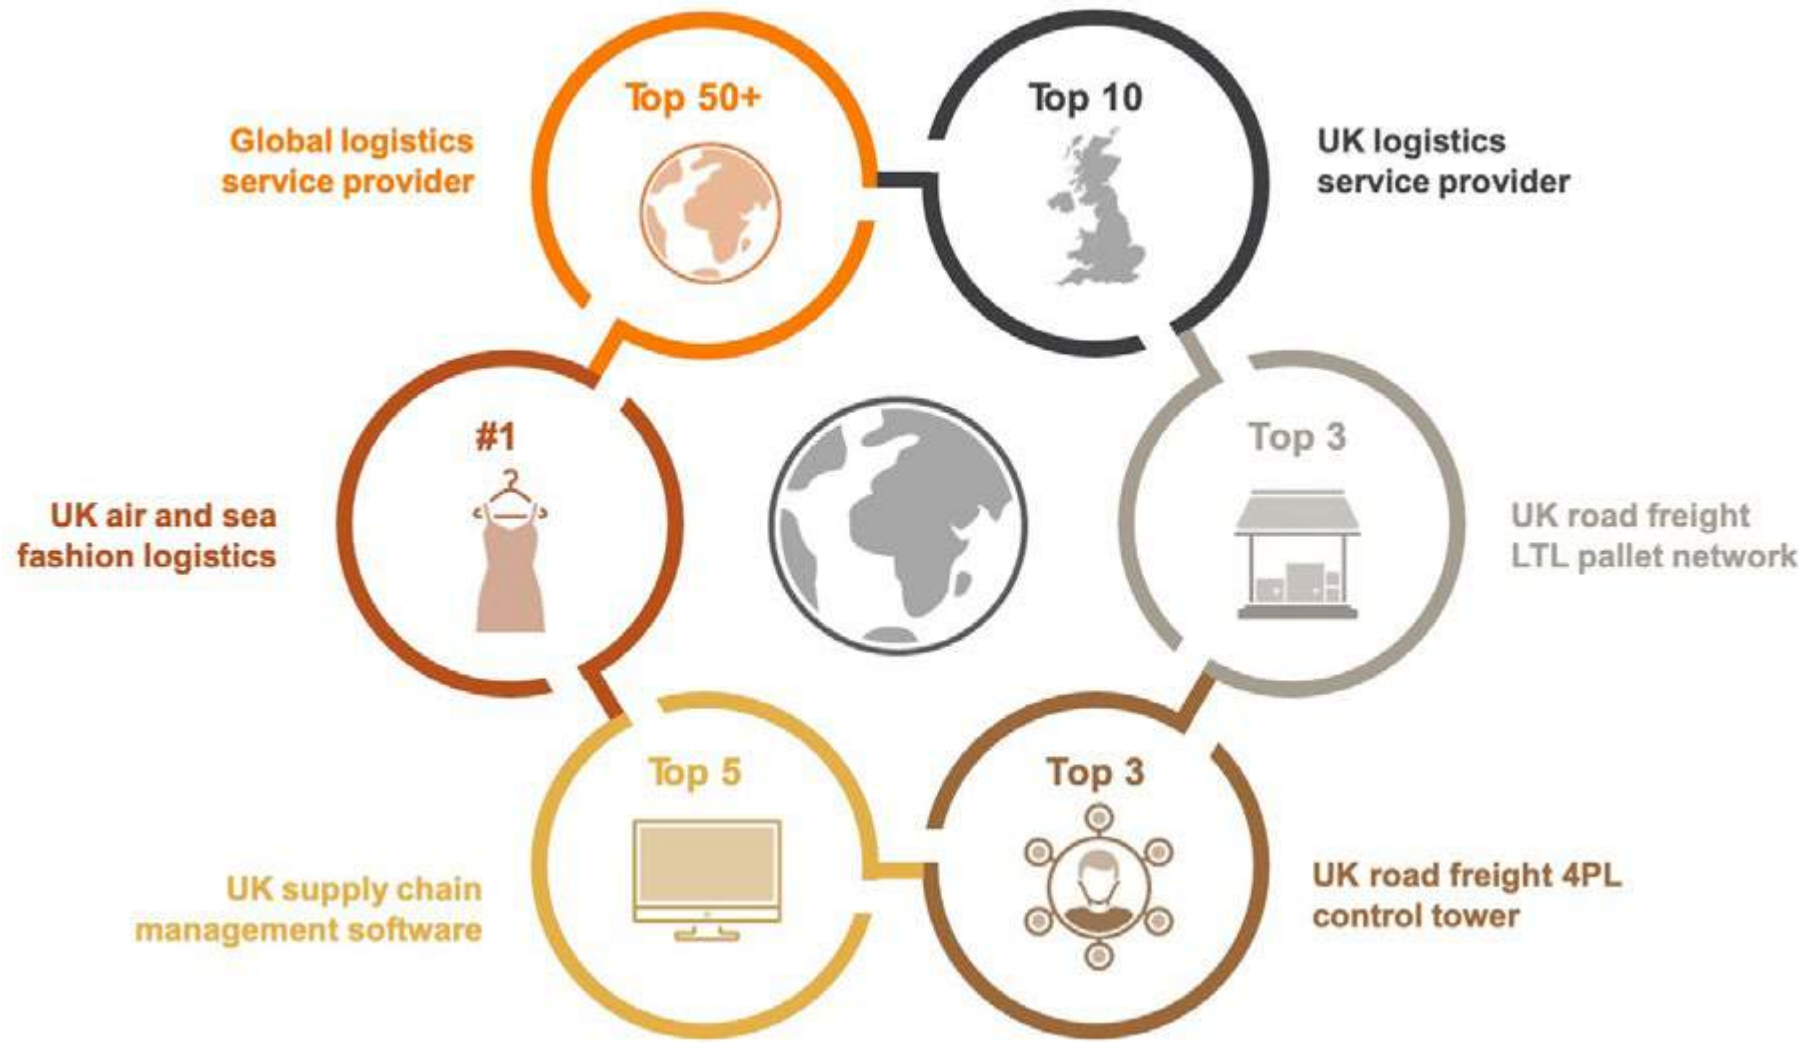 Top 50+
Global logistics
service provider
Top 10
UK logistics
service provider
#1
UK air and sea
fashion logistics
Top 3
UK road freight
LTL pallet network
Top 5
UK supply chain
management software
Top 3
UK road freight 4PL
control tower